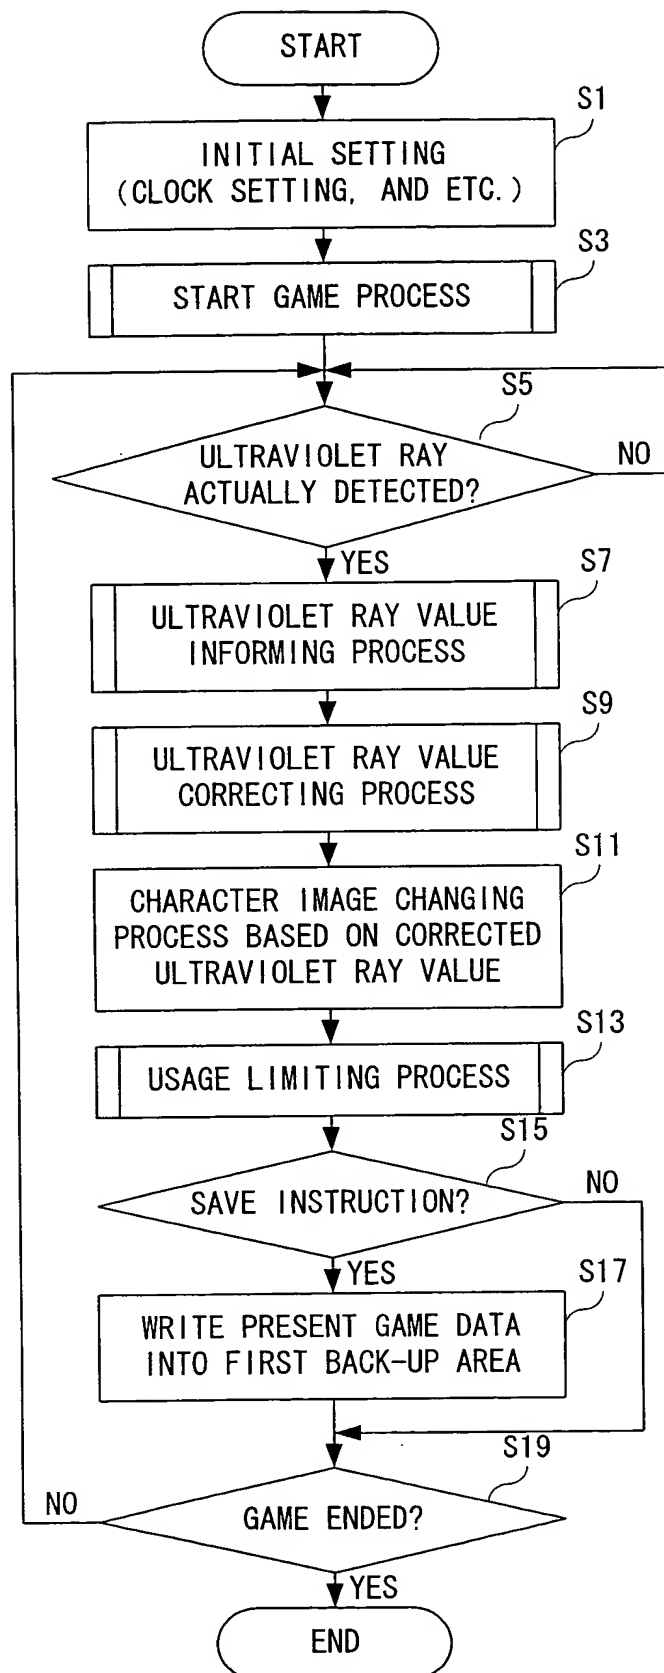 START
S1
INITIAL SETTING
(CLOCK SETTING, AND ETC.)
S3
START GAME PROCESS
S5
ULTRAVIOLET RAY
ACTUALLY DETECTED?
NO
YES
S7
ULTRAVIOLET RAY VALUE
INFORMING PROCESS
S9
ULTRAVIOLET RAY VALUE
CORRECTING PROCESS
S11
CHARACTER IMAGE CHANGING
PROCESS BASED ON CORRECTED
ULTRAVIOLET RAY VALUE
S13
USAGE LIMITING PROCESS
S15
SAVE INSTRUCTION?
NO
YES
S17
WRITE PRESENT GAME DATA
INTO FIRST BACK-UP AREA
S19
NO
GAME ENDED?
YES
END